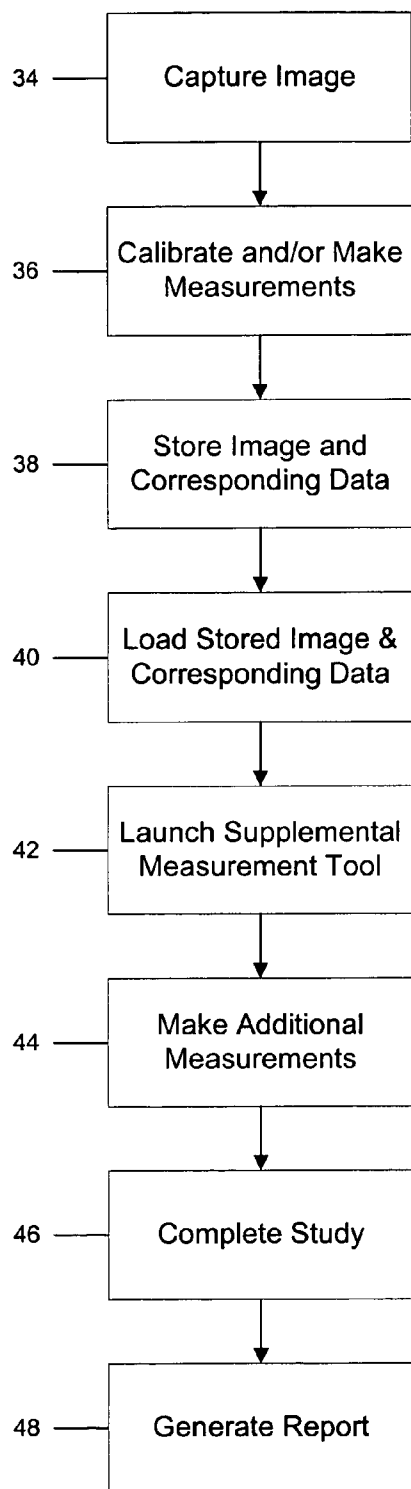 34
Capture Image
36
Calibrate and/or Make
Measurements
38
Store Image and
Corresponding Data
40
Load Stored Image &
Corresponding Data
42
Launch Supplemental
Measurement Tool
44
Make Additional
Measurements
46
Complete Study
48
Generate Report